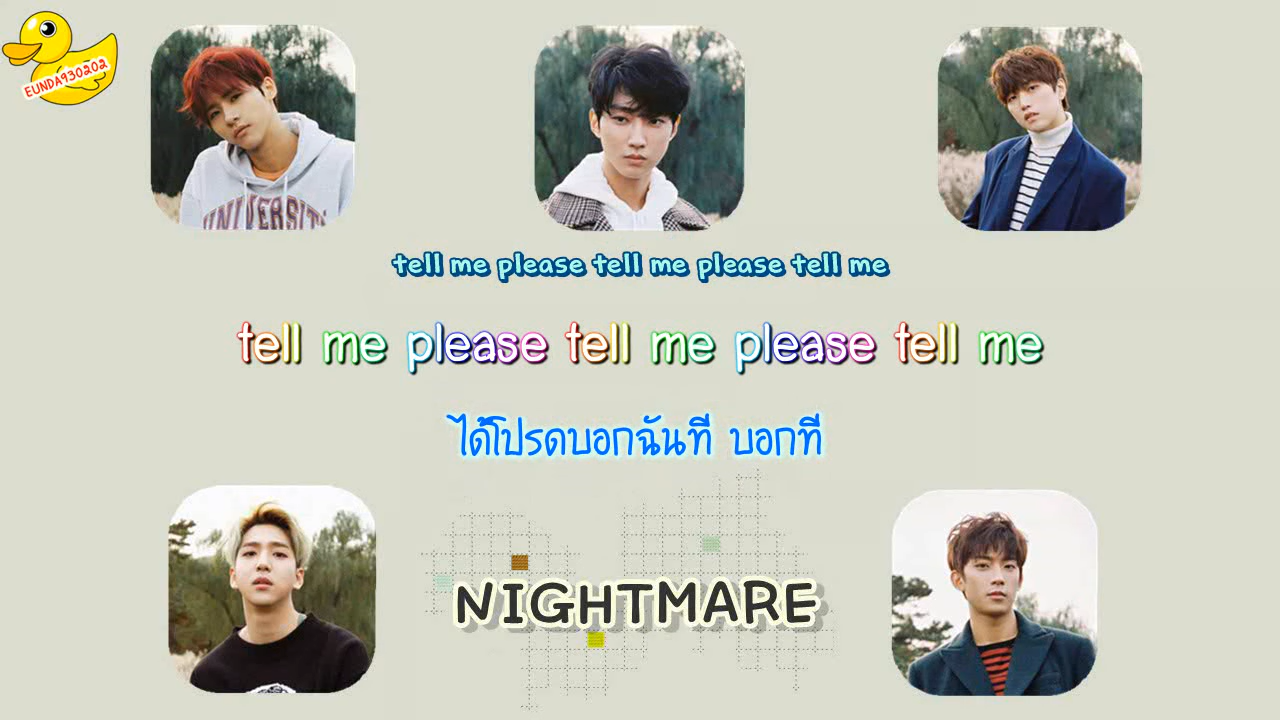 EUNDA930202
UNIVERSITY
tell me please tell me please tell me
tell me please tell me please tell me
ได้โปรดบอกฉันที บอกที
NIGHTMARE